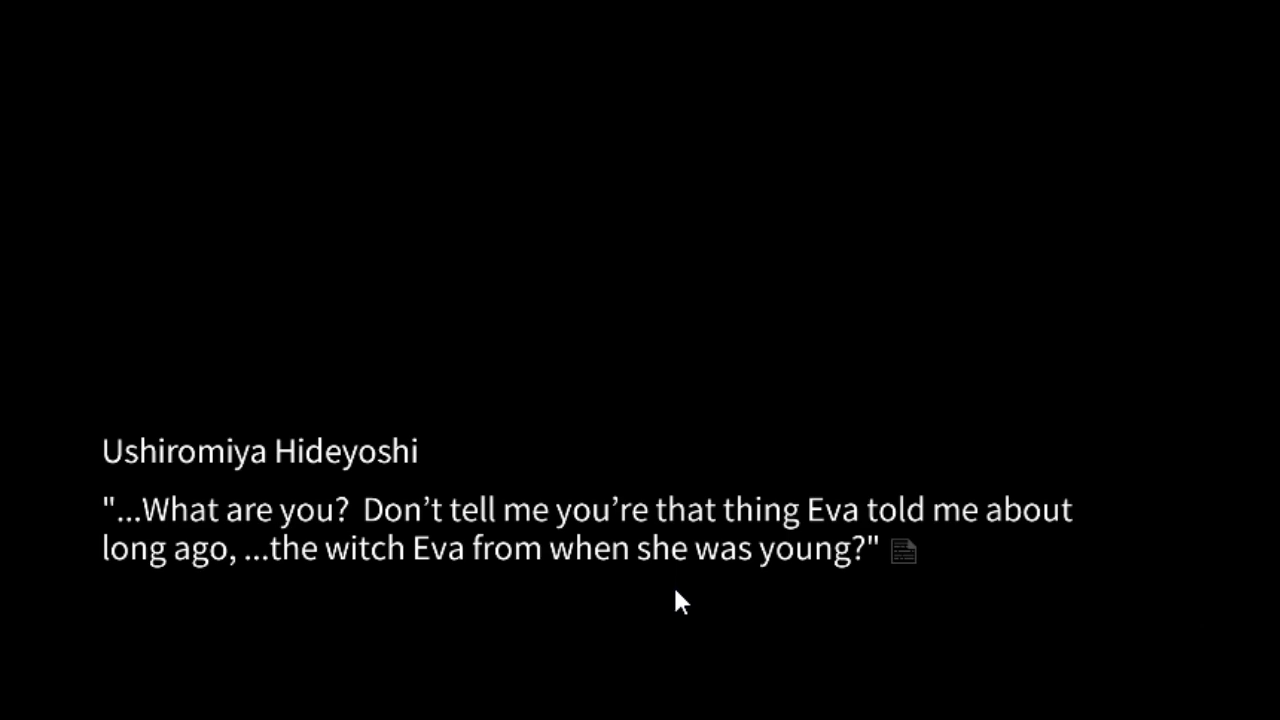 Ushiromiya Hideyoshi
"...What are you?  Don’t tell me you’re that thing Eva told me about
long ago, ...the witch Eva from when she was young?"